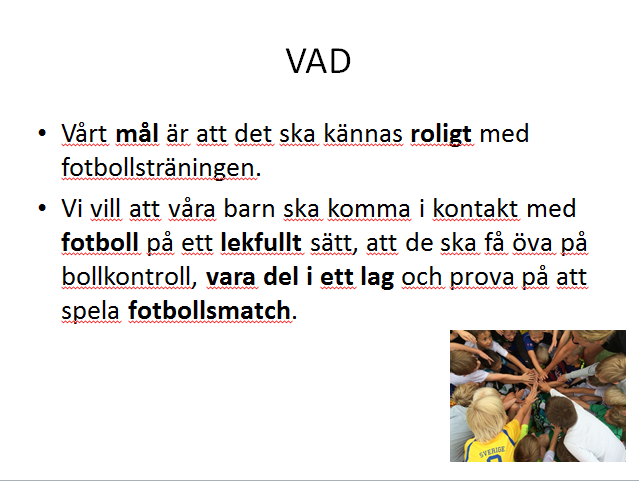 VAD
• Vårt mål är att det ska kännas roligt med
fotbollsträningen.
• Vi vill att våra barn ska komma i kontakt med
fotboll på ett lekfullt sätt, att de ska få öva på
bollkontroll, vara del i ett lag och prova på att
spela fotbollsmatch.
SVERIGE